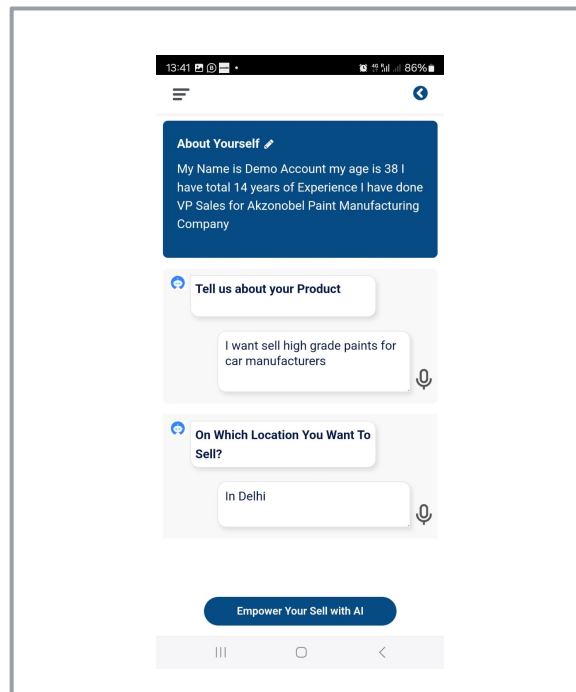 13:41
86%
About Yourself
My Name is Demo Account my age is 38 I
have total 14 years of Experience I have done
VP Sales for Akzonobel Paint Manufacturing
Company
Tell us about your Product
I want sell high grade paints for
car manufacturers
On Which Location You Want To
Sell?
In Delhi
Empower Your Sell with AI